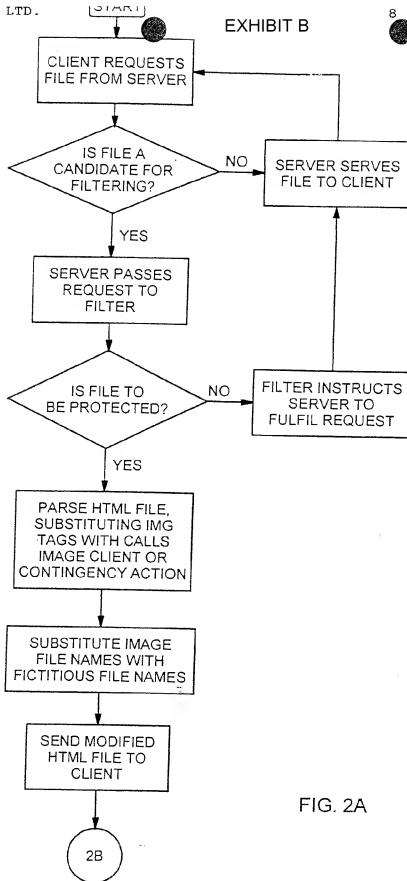 LTD.
START
EXHIBIT B
8
CLIENT REQUESTS
FILE FROM SERVER
IS FILE A
CANDIDATE FOR
FILTERING?
NO
SERVER SERVES
FILE TO CLIENT
YES
SERVER PASSES
REQUEST TO
FILTER
IS FILE TO
BE PROTECTED?
NO
FILTER INSTRUCTS
SERVER TO
FULFIL REQUEST
YES
PARSE HTML FILE,
SUBSTITUTING IMG
TAGS WITH CALLS
IMAGE CLIENT OR
CONTINGENCY ACTION
SUBSTITUTE IMAGE
FILE NAMES WITH
FICTITIOUS FILE NAMES
SEND MODIFIED
HTML FILE TO
CLIENT
FIG. 2A
2B